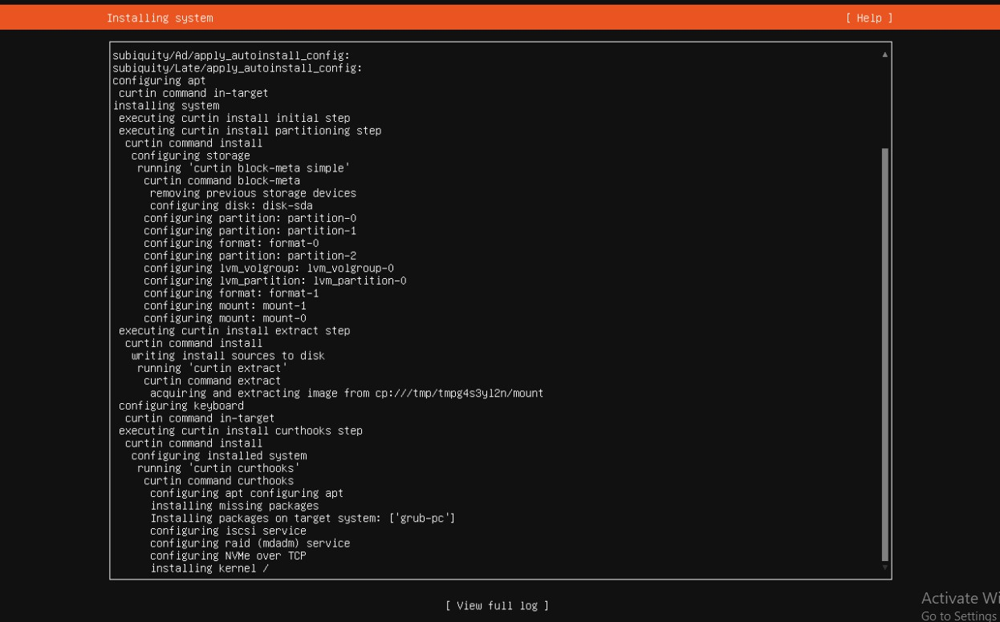 Installing system [ Help ]
subiquity/Ad/apply_autoinstall_config:
subiquity/Late/apply_autoinstall_config:
configuring apt
curtin command in-target
installing system
executing curtin install initial step
executing curtin install partitioning step
curtin command install
configuring storage
running 'curtin block-meta simple'
curtin command block-meta
removing previous storage devices
configuring disk: disk-sda
configuring partition: partition-0
configuring partition: partition-1
configuring format: format-0
configuring partition: partition-2
configuring lvm_volgroup: lvm_volgroup-0
configuring lvm_partition: lvm_partition-0
configuring format: format-1
configuring mount: mount-1
configuring mount: mount-0
executing curtin install extract step
curtin command install
writing install sources to disk
running 'curtin extract'
curtin command extract
acquiring and extracting image from cp:///tmp/tmpg4s3yl2n/mount
configuring keyboard
curtin command in-target
executing curtin install curthooks step
curtin command install
configuring installed system
running 'curtin curthooks'
curtin command curthooks
configuring apt configuring apt
installing missing packages
Installing packages on target system: ['grub-pc']
configuring iscsi service
configuring raid (mdadm) service
configuring NVMe over TCP
installing kernel /
[ View full log ]
Activate Wi
Go to Settings